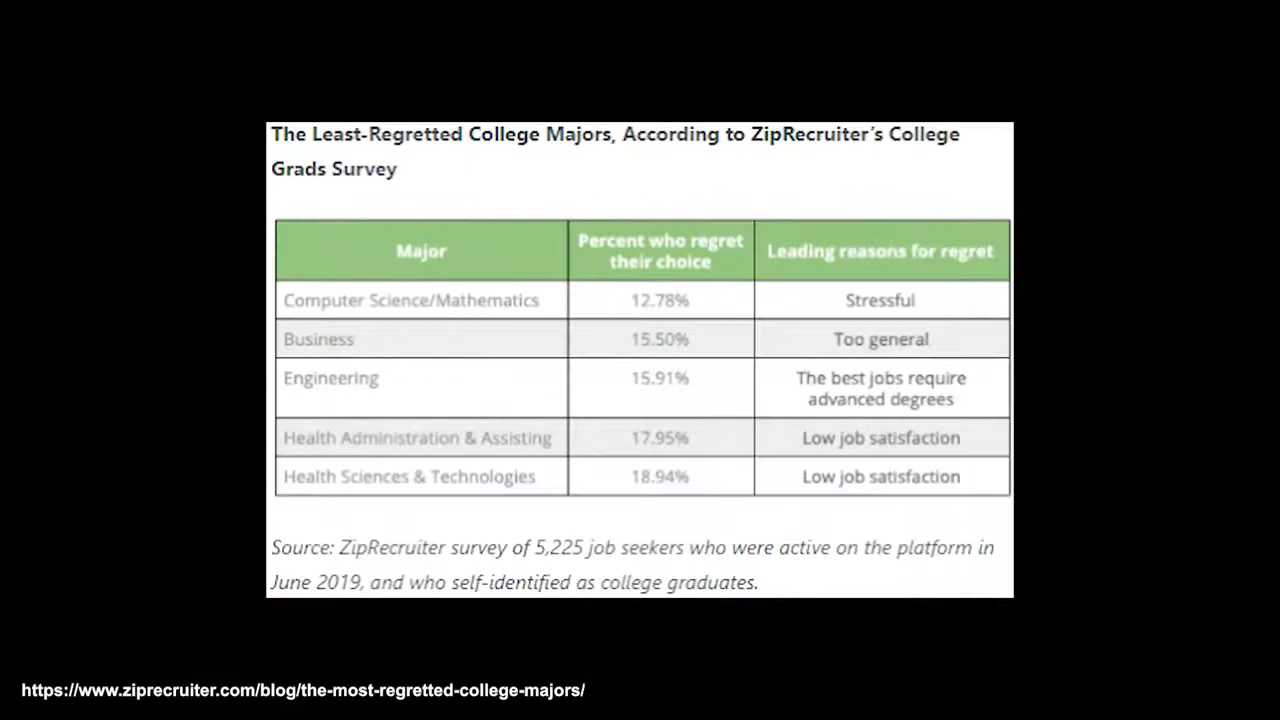 The Least-Regretted College Majors, According to ZipRecruiter's College
Grads Survey
Major
Percent who regret
their choice
Leading reasons for regret
Computer Science/Mathematics
12.78%
Stressful
Business
15.50%
Too general
Engineering
15.91%
The best jobs require
advanced degrees
Health Administration & Assisting
17.95%
Low job satisfaction
Health Sciences & Technologies
18.94%
Low job satisfaction
Source: ZipRecruiter survey of 5,225 job seekers who were active on the platform in
June 2019, and who self-identified as college graduates.
https://www.ziprecruiter.com/blog/the-most-regretted-college-majors/